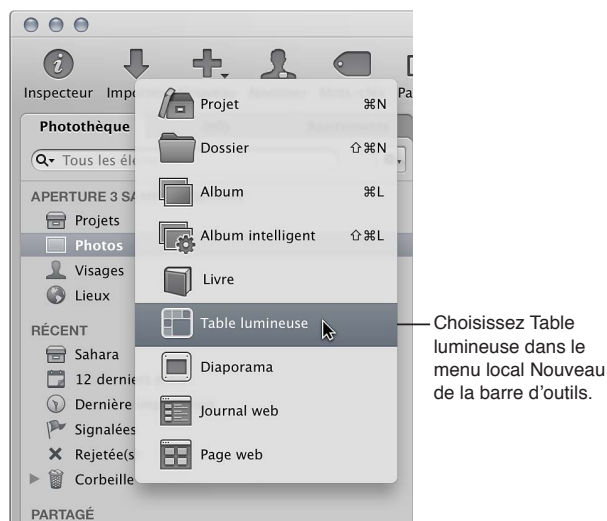 Inspecteur
Photothèque
Tous les élé
APERTURE 3 SA
Projets
Photos
Visages
Lieux
RÉCENT
Sahara
12 dernie
Dernière
Signalées
Rejetée(s
Corbeille
PARTAGÉ
Projet ⌘N
Dossier ⇧⌘N
Album ⌘L
Album intelligent ⇧⌘L
Livre
Table lumineuse
Diaporama
Journal web
Page web
Choisissez Table
lumineuse dans le
menu local Nouveau
de la barre d’outils.